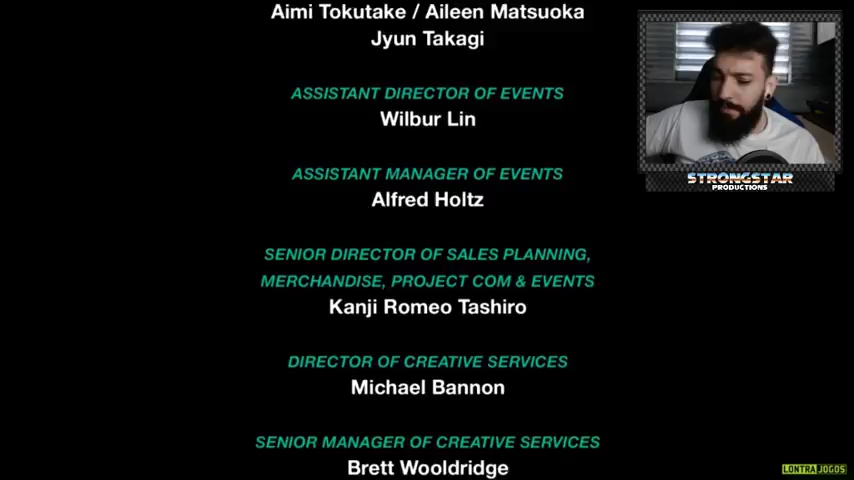 Aimi Tokutake / Aileen Matsuoka
Jyun Takagi
ASSISTANT DIRECTOR OF EVENTS
Wilbur Lin
ASSISTANT MANAGER OF EVENTS
Alfred Holtz
SENIOR DIRECTOR OF SALES PLANNING,
MERCHANDISE, PROJECT COM & EVENTS
Kanji Romeo Tashiro
DIRECTOR OF CREATIVE SERVICES
Michael Bannon
SENIOR MANAGER OF CREATIVE SERVICES
Brett Wooldridge
STRONGSTAR
PRODUCTIONS
LONTRAJOGOS